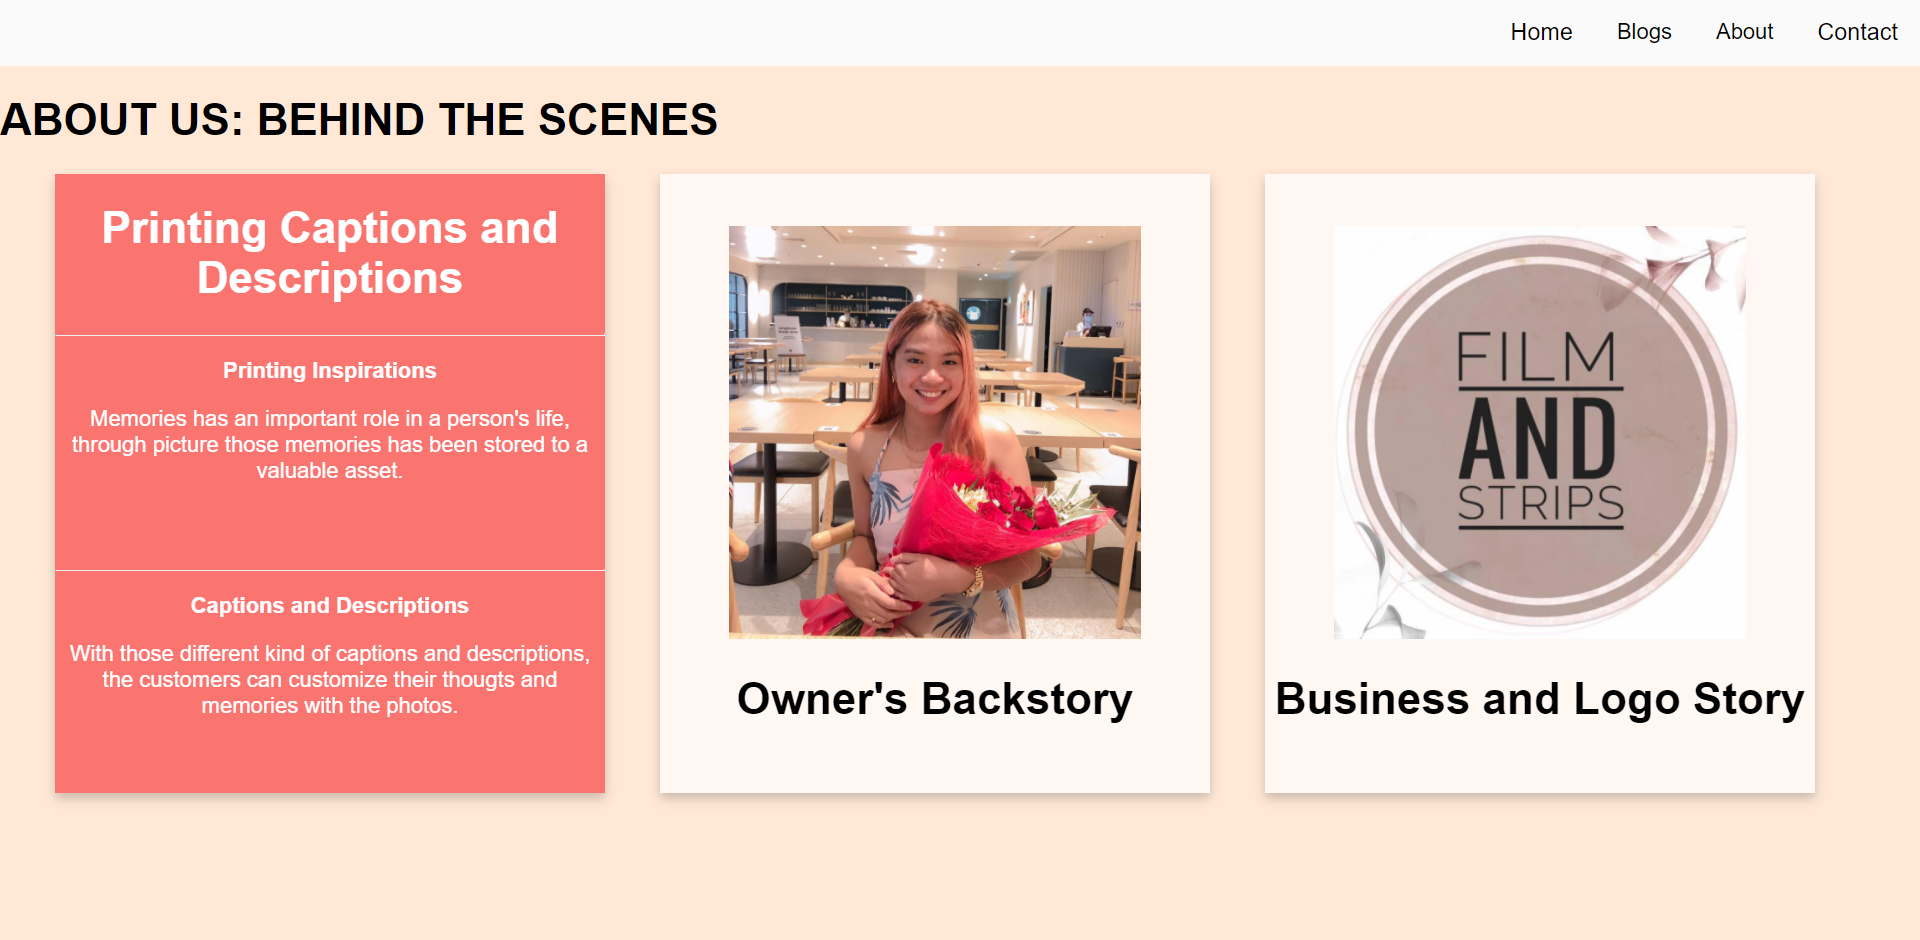 Home Blogs About Contact
ABOUT US: BEHIND THE SCENES
Printing Captions and
Descriptions
Printing Inspirations
Memories has an important role in a person's life,
through picture those memories has been stored to a
valuable asset.
Captions and Descriptions
With those different kind of captions and descriptions,
the customers can customize their thougts and
memories with the photos.
Owner's Backstory
FILM
AND
STRIPS
Business and Logo Story